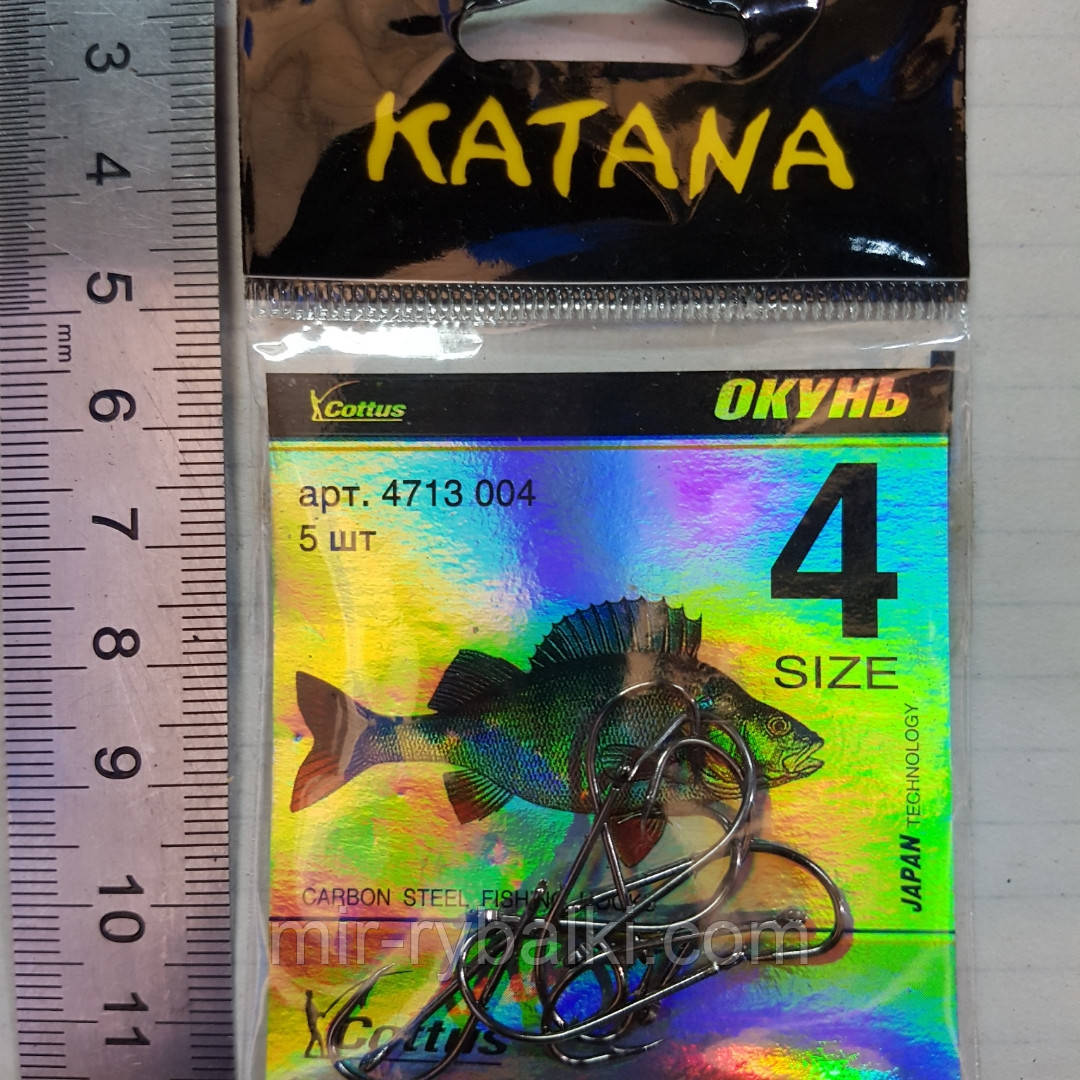 KATANA
3
4
5
mm
6
7
8
9
10
11
Cottus ОКУНЬ
арт. 4713 004
5 шт
4
SIZE
JAPAN TECHNOLOGY
CARBON STEEL FISHING HOOKS
mir-rybalki.com
Cottus